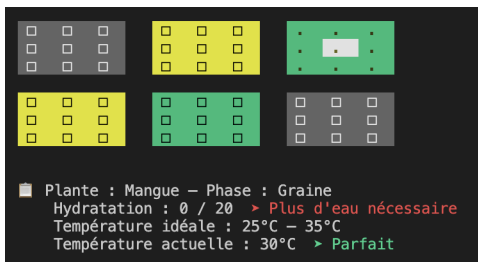 Plante : Mangue — Phase : Graine
Hydratation : 0 / 20 ➤ Plus d'eau nécessaire
Température idéale : 25°C — 35°C
Température actuelle : 30°C ➤ Parfait